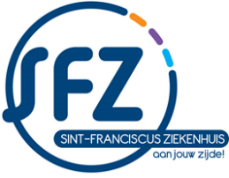 SFZ
SINT-FRANCISCUS ZIEKENHUIS
aan jouw zijde!